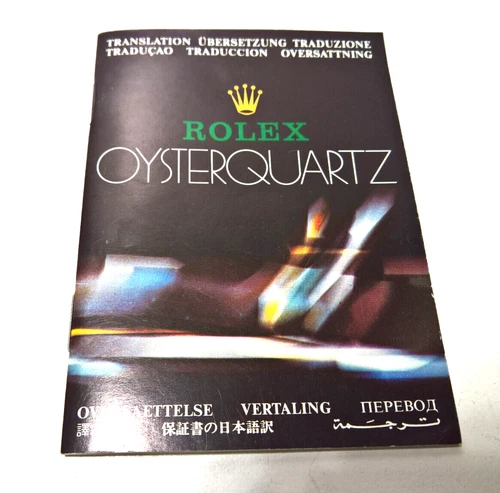 TRANSLATION ÜBERSETZUNG TRADUZIONE
TRADUÇAO TRADUCCION OVERSATTNING
ROLEX
OYSTERQUARTZ
VERTALING ПЕРЕВОД
保証書の日本語訳 ترجمة